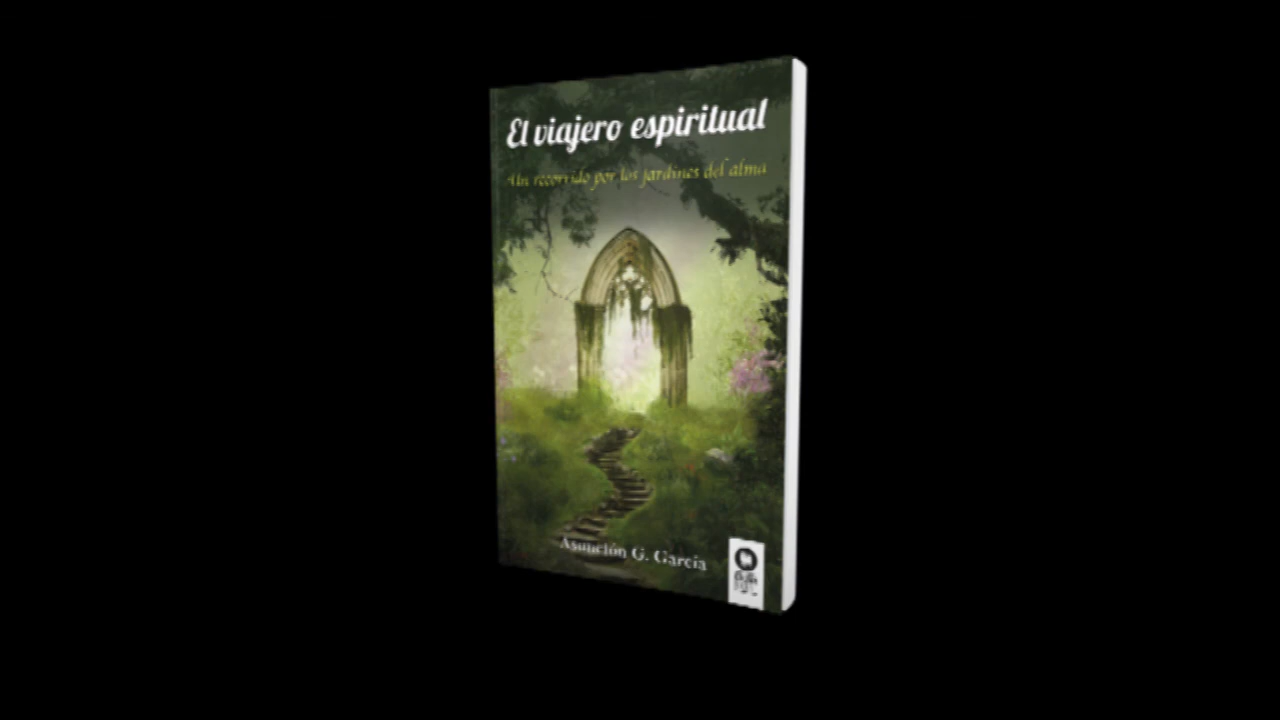 El viajero espiritual
Un recorrido por los jardines del alma
Asunción G. García